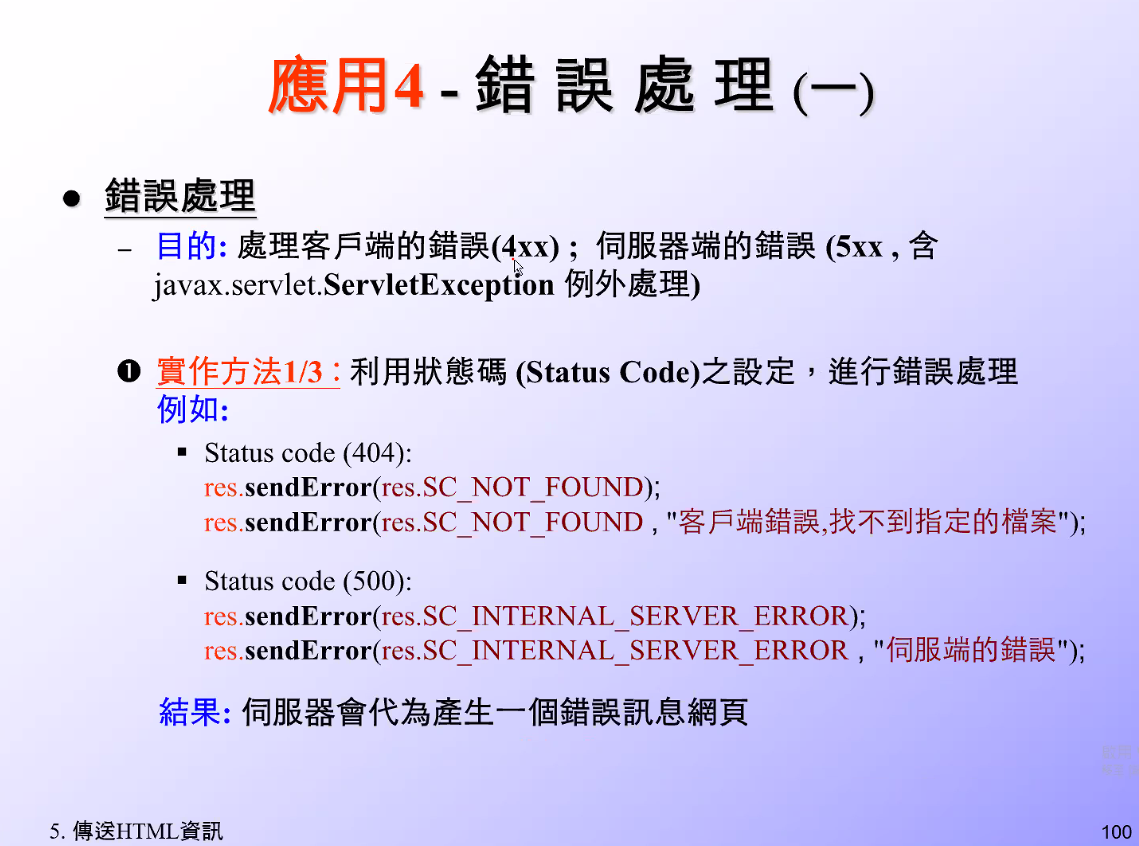 應用4 - 錯 誤 處 理 (一)
● 錯誤處理
– 目的: 處理客戶端的錯誤(4xx) ; 伺服器端的錯誤 (5xx , 含
javax.servlet.ServletException 例外處理)
❶ 實作方法1/3：利用狀態碼 (Status Code)之設定，進行錯誤處理
例如:
▪ Status code (404):
res.sendError(res.SC_NOT_FOUND);
res.sendError(res.SC_NOT_FOUND , "客戶端錯誤,找不到指定的檔案");
▪ Status code (500):
res.sendError(res.SC_INTERNAL_SERVER_ERROR);
res.sendError(res.SC_INTERNAL_SERVER_ERROR , "伺服端的錯誤");
結果: 伺服器會代為產生一個錯誤訊息網頁
5. 傳送HTML資訊
100